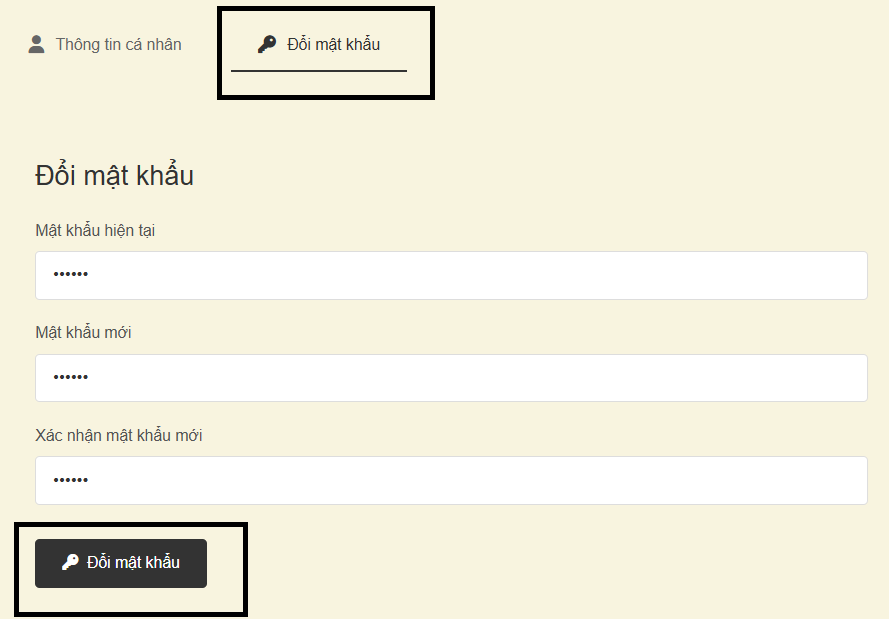 Thông tin cá nhân
Đổi mật khẩu
Đổi mật khẩu
Mật khẩu hiện tại
••••••
Mật khẩu mới
••••••
Xác nhận mật khẩu mới
••••••
Đổi mật khẩu